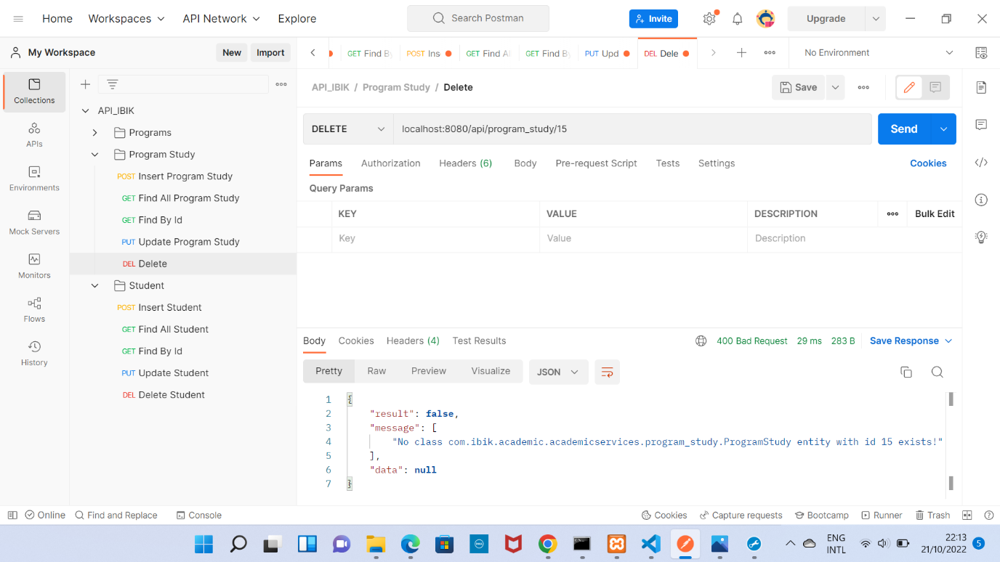 Home Workspaces API Network Explore Search Postman Invite Upgrade
My Workspace New Import GET Find By POST Ins GET Find Al GET Find By PUT Upd DEL Dele No Environment
Collections
APIs
Environments
Mock Servers
Monitors
Flows
History
API_IBIK
Programs
Program Study
POST Insert Program Study
GET Find All Program Study
GET Find By Id
PUT Update Program Study
DEL Delete
Student
POST Insert Student
GET Find All Student
GET Find By Id
PUT Update Student
DEL Delete Student
API_IBIK / Program Study / Delete Save
DELETE localhost:8080/api/program_study/15 Send
Params Authorization Headers (6) Body Pre-request Script Tests Settings Cookies
Query Params
KEY VALUE DESCRIPTION Bulk Edit
Key Value Description
Body Cookies Headers (4) Test Results 400 Bad Request 29 ms 283 B Save Response
Pretty Raw Preview Visualize JSON
1 {
2 "result": false,
3 "message": [
4 "No class com.ibik.academic.academicservices.program_study.ProgramStudy entity with id 15 exists!"
5 ],
6 "data": null
7 }
Online Find and Replace Console Cookies Capture requests Bootcamp Runner Trash
ENG
INTL
22:13
21/10/2022
5